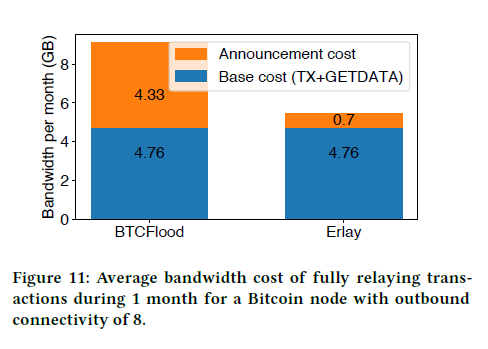 Bandwidth per month (GB)
8
6
4
2
0
Announcement cost
Base cost (TX+GETDATA)
4.33
0.7
4.76
4.76
BTCFlood
Erlay
Figure 11: Average bandwidth cost of fully relaying trans-
actions during 1 month for a Bitcoin node with outbound
connectivity of 8.